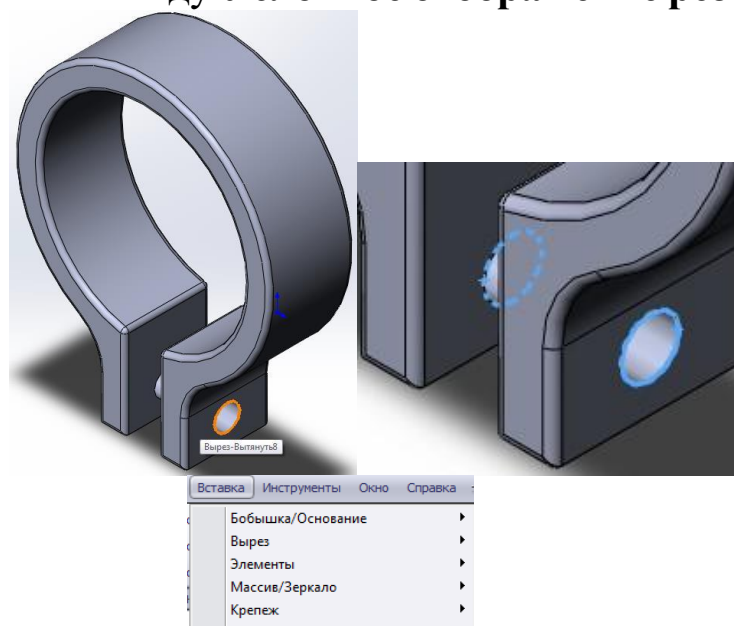 Вырез-Вытянуть8
Вставка Инструменты Окно Справка
Бобышка/Основание
Вырез
Элементы
Массив/Зеркало
Крепеж